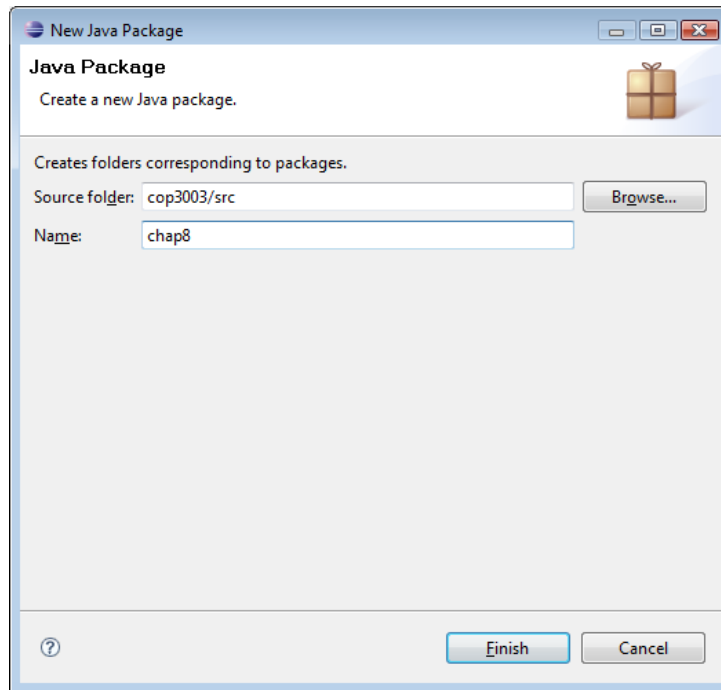 New Java Package
Java Package
Create a new Java package.
Creates folders corresponding to packages.
Source folder: cop3003/src Browse...
Name: chap8
Finish Cancel